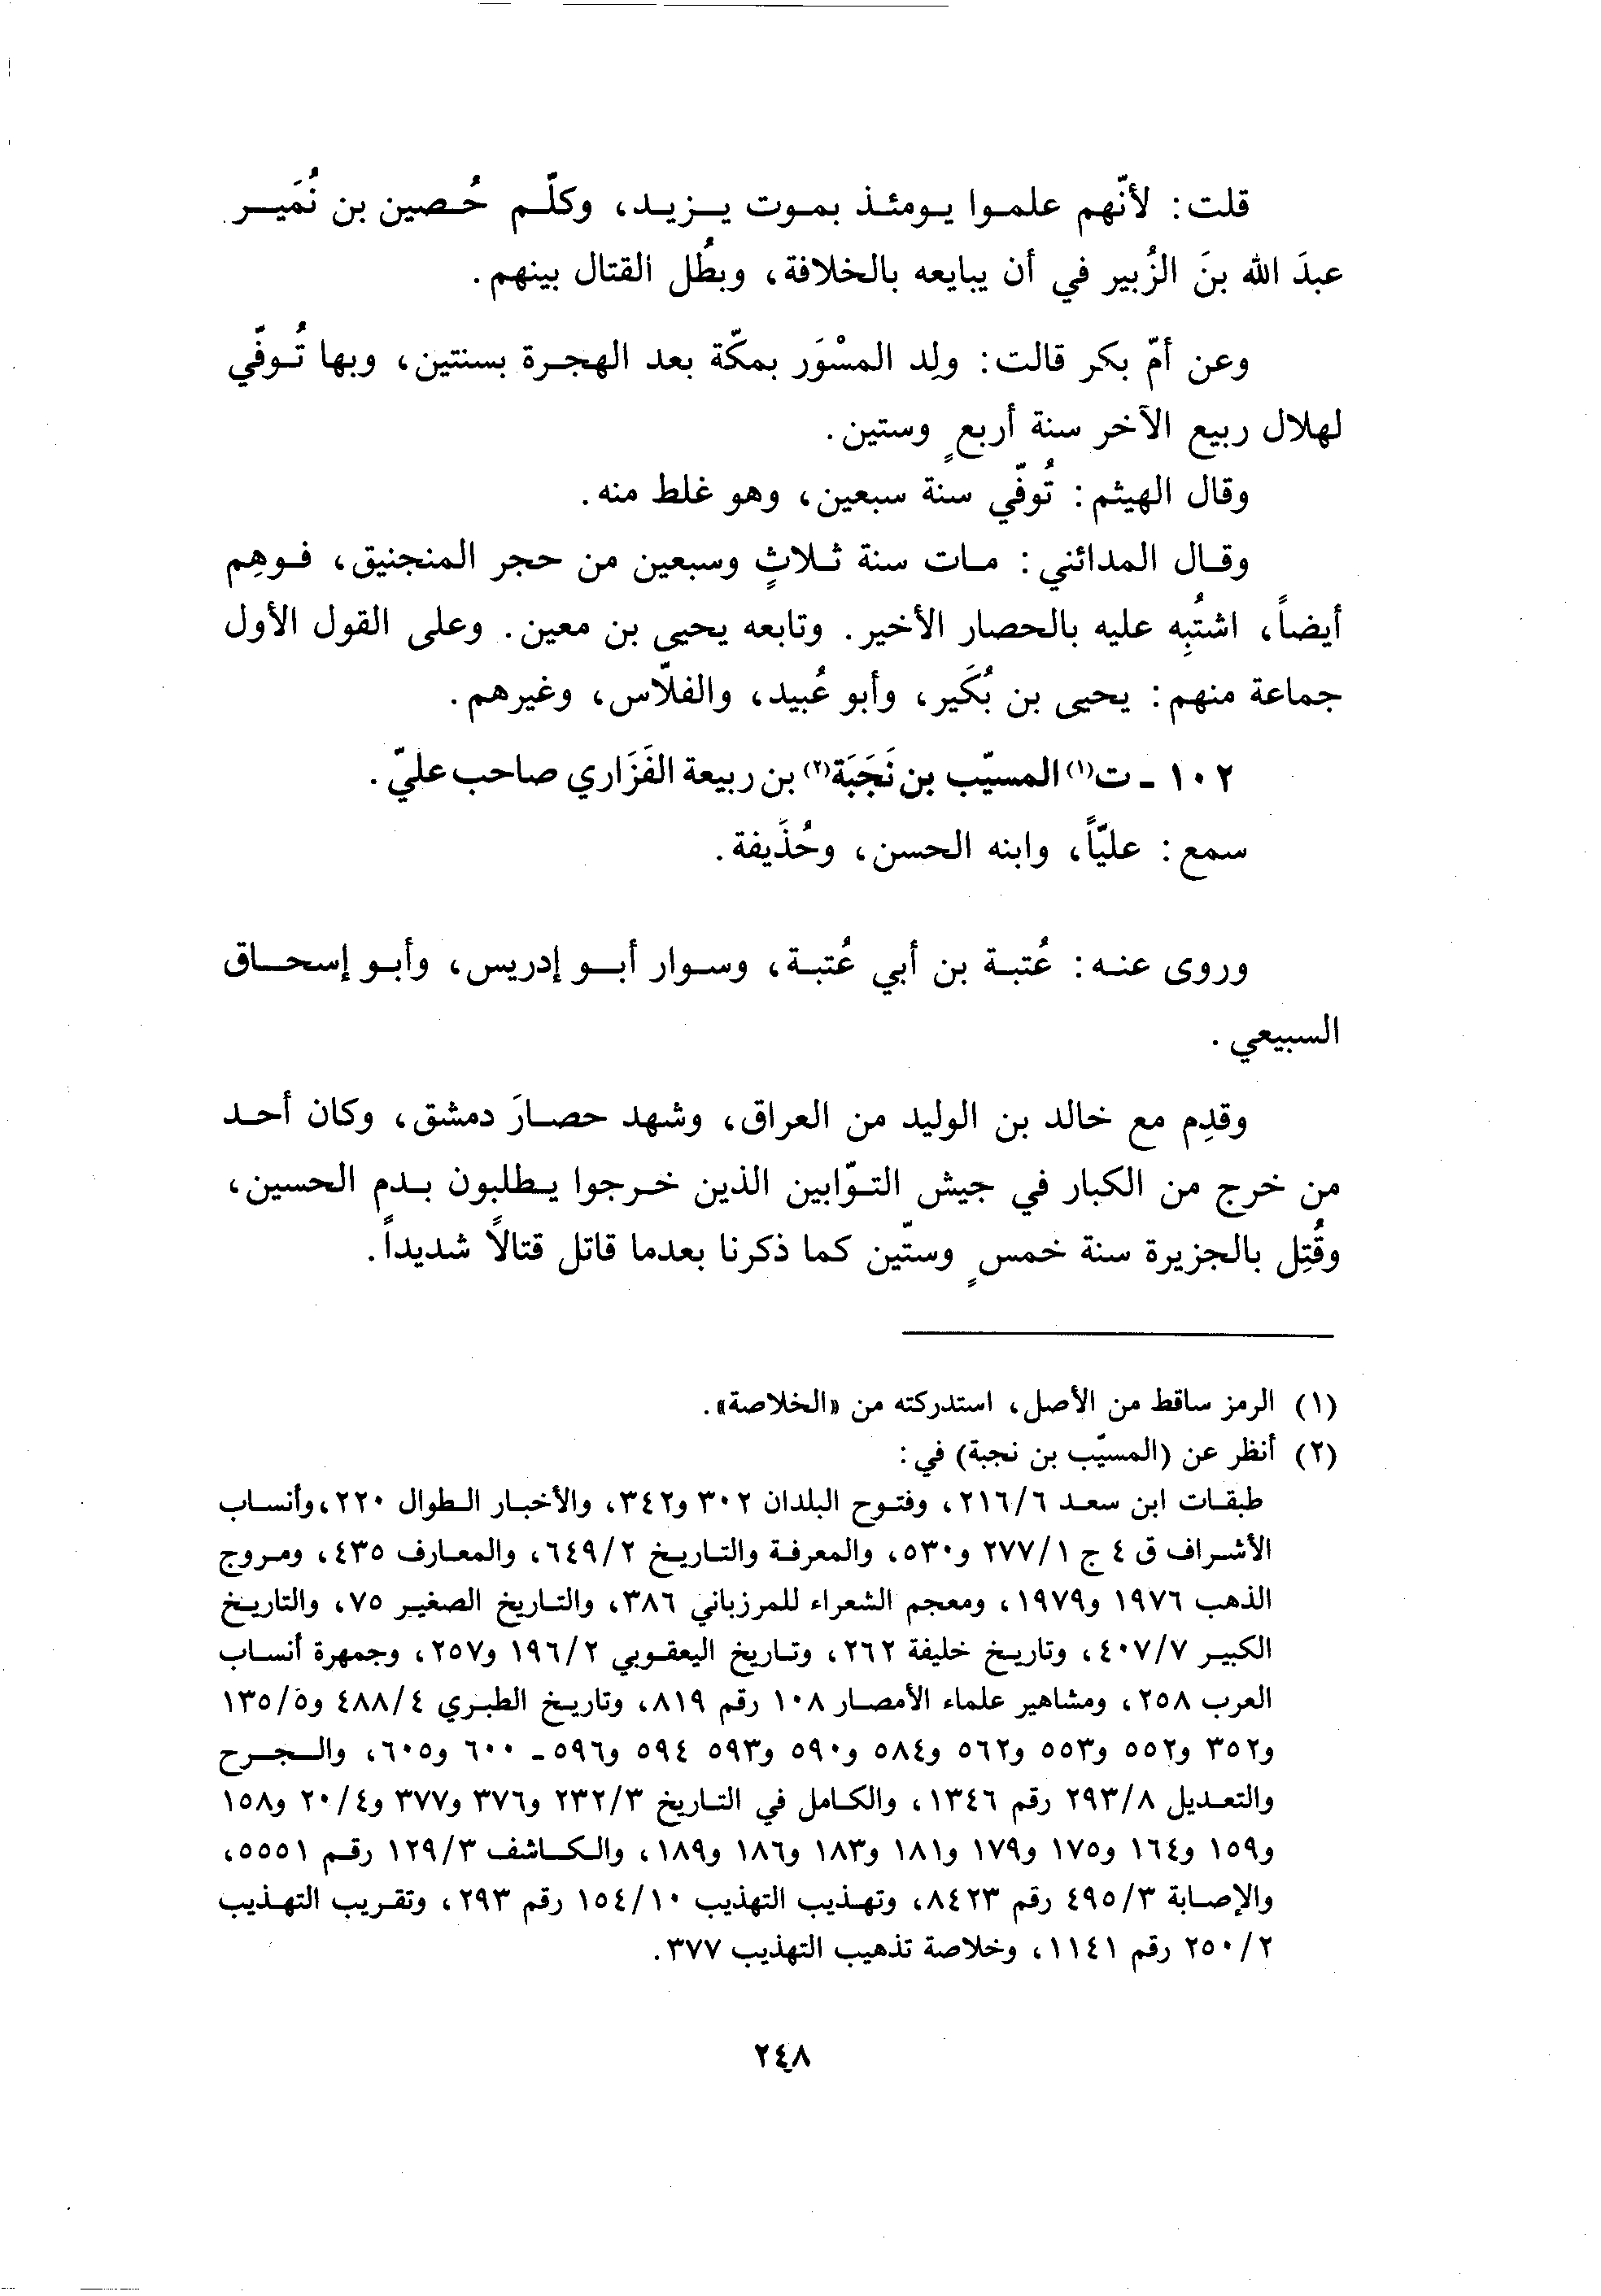 قلت: لأنّهم علموا يومئذ بموت يزيد، وكلّم حُصين بن نُمَير
عبدَ الله بنَ الزُبير في أن يبايعه بالخلافة، وبطُل القتال بينهم.
وعن أمّ بكر قالت: ولِد المسْوَر بمكّة بعد الهجرة بسنتين، وبها تُوفّي
لهلال ربيع الآخر سنة أربعٍ وستين.
وقال الهيثم: تُوفّي سنة سبعين، وهو غلط منه.
وقال المدائني: مات سنة ثلاثٍ وسبعين من حجر المنجنيق، فوهِم
أيضاً، اشتُبِه عليه بالحصار الأخير. وتابعه يحيى بن معين. وعلى القول الأول
جماعة منهم: يحيى بن بُكَير، وأبو عُبيد، والفلّاس، وغيرهم.
١٠٢ - ت(١) المسيّب بن نَجَبَة(٢) بن ربيعة الفَزَاري صاحب عليّ.
سمع: عليّاً، وابنه الحسن، وحُذَيفة.
وروى عنه: عُتبة بن أبي عُتبة، وسوار أبو إدريس، وأبو إسحاق
السبيعي.
وقدِم مع خالد بن الوليد من العراق، وشهد حصارَ دمشق، وكان أحد
من خرج من الكبار في جيش التوّابين الذين خرجوا يطلبون بدم الحسين،
وقُتِل بالجزيرة سنة خمسٍ وستّين كما ذكرنا بعدما قاتل قتالاً شديداً.
(١) الرمز ساقط من الأصل، استدركته من «الخلاصة».
(٢) أنظر عن (المسيّب بن نجبة) في:
طبقات ابن سعد ٢١٦/٦، وفتوح البلدان ٣٠٢ و٣٤٢، والأخبار الطوال ٢٢٠، وأنساب
الأشراف ق ٤ ج ٢٧٧/١ و٥٣٠، والمعرفة والتاريخ ٦٤٩/٢، والمعارف ٤٣٥، ومروج
الذهب ١٩٧٦ و١٩٧٩، ومعجم الشعراء للمرزباني ٣٨٦، والتاريخ الصغير ٧٥، والتاريخ
الكبير ٤٠٧/٧، وتاريخ خليفة ٢٦٢، وتاريخ اليعقوبي ١٩٦/٢ و٢٥٧، وجمهرة أنساب
العرب ٢٥٨، ومشاهير علماء الأمصار ١٠٨ رقم ٨١٩، وتاريخ الطبري ٤٨٨/٤ و١٣٥/٥
و٣٥٢ و٥٥٢ و٥٥٣ و٥٦٢ و٥٨٤ و٥٩٠ و٥٩٣ ٥٩٤ و٥٩٦ - ٦٠٠ و٦٠٥، والجرح
والتعديل ٢٩٣/٨ رقم ١٣٤٦، والكامل في التاريخ ٢٣٢/٣ و٣٧٦ و٣٧٧ و٢٠/٤ و١٥٨
و١٥٩ و١٦٤ و١٧٥ و١٧٩ و١٨١ و١٨٣ و١٨٦ و١٨٩، والكاشف ١٢٩/٣ رقم ٥٥٥١،
والإصابة ٤٩٥/٣ رقم ٨٤٢٣، وتهذيب التهذيب ١٥٤/١٠ رقم ٢٩٣، وتقريب التهذيب
٢٥٠/٢ رقم ١١٤١، وخلاصة تذهيب التهذيب ٣٧٧.
٢٤٨